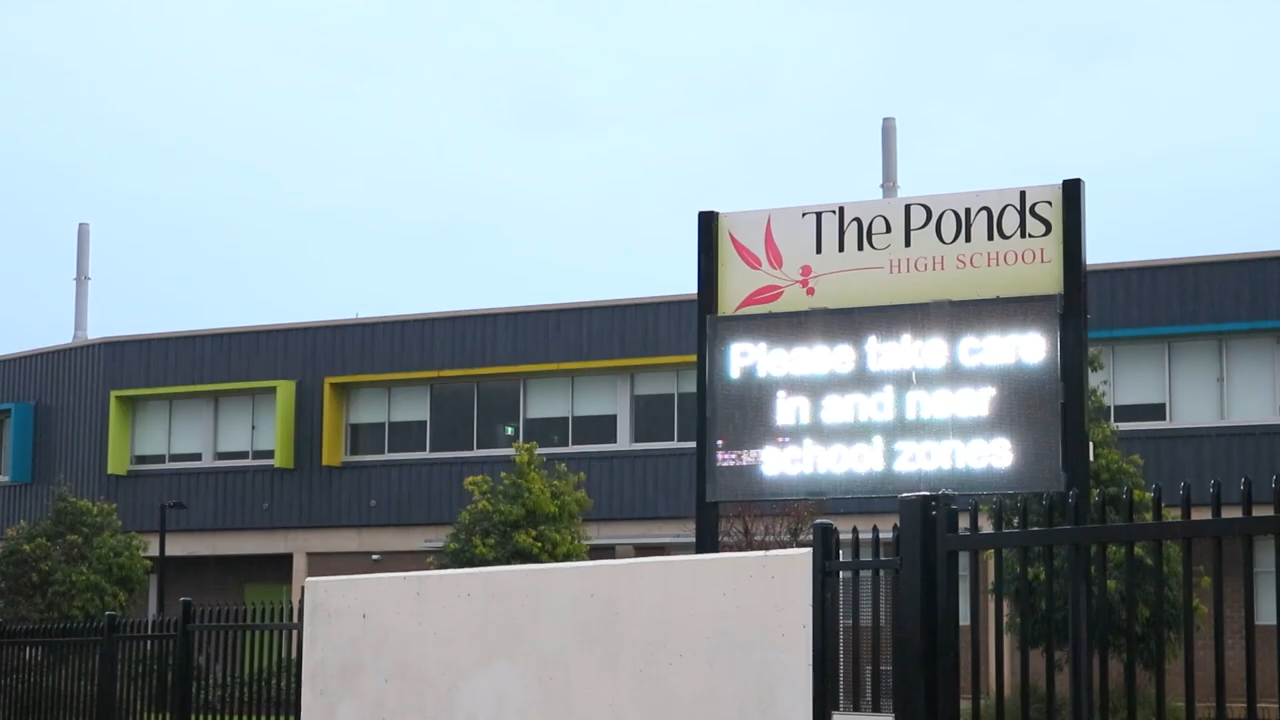 The Ponds
HIGH SCHOOL
Please take care
in and near
school zones